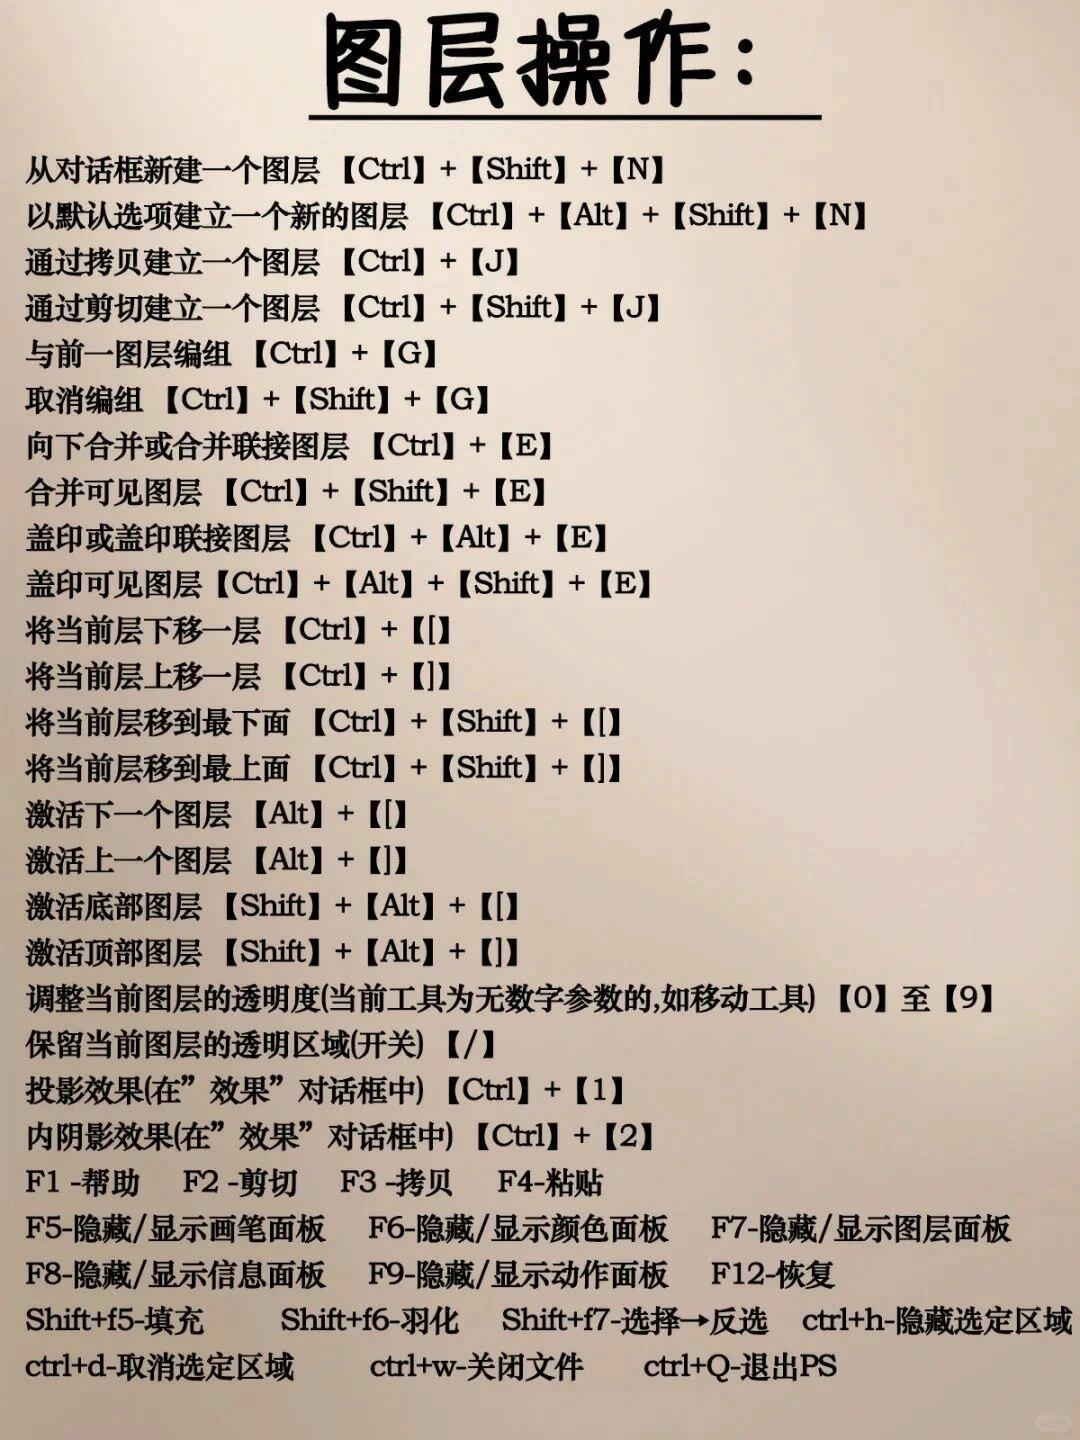 图层操作:
从对话框新建一个图层 【Ctrl】+【Shift】+【N】
以默认选项建立一个新的图层 【Ctrl】+【Alt】+【Shift】+【N】
通过拷贝建立一个图层 【Ctrl】+【J】
通过剪切建立一个图层 【Ctrl】+【Shift】+【J】
与前一图层编组 【Ctrl】+【G】
取消编组 【Ctrl】+【Shift】+【G】
向下合并或合并联接图层 【Ctrl】+【E】
合并可见图层 【Ctrl】+【Shift】+【E】
盖印或盖印联接图层 【Ctrl】+【Alt】+【E】
盖印可见图层【Ctrl】+【Alt】+【Shift】+【E】
将当前层下移一层 【Ctrl】+【[】
将当前层上移一层 【Ctrl】+【]】
将当前层移到最下面 【Ctrl】+【Shift】+【[】
将当前层移到最上面 【Ctrl】+【Shift】+【]】
激活下一个图层 【Alt】+【[】
激活上一个图层 【Alt】+【]】
激活底部图层 【Shift】+【Alt】+【[】
激活顶部图层 【Shift】+【Alt】+【]】
调整当前图层的透明度(当前工具为无数字参数的,如移动工具) 【0】至【9】
保留当前图层的透明区域(开关) 【/】
投影效果(在”效果”对话框中) 【Ctrl】+【1】
内阴影效果(在”效果”对话框中) 【Ctrl】+【2】
F1 -帮助 F2 -剪切 F3 -拷贝 F4-粘贴
F5-隐藏/显示画笔面板 F6-隐藏/显示颜色面板 F7-隐藏/显示图层面板
F8-隐藏/显示信息面板 F9-隐藏/显示动作面板 F12-恢复
Shift+f5-填充 Shift+f6-羽化 Shift+f7-选择→反选 ctrl+h-隐藏选定区域
ctrl+d-取消选定区域 ctrl+w-关闭文件 ctrl+Q-退出PS